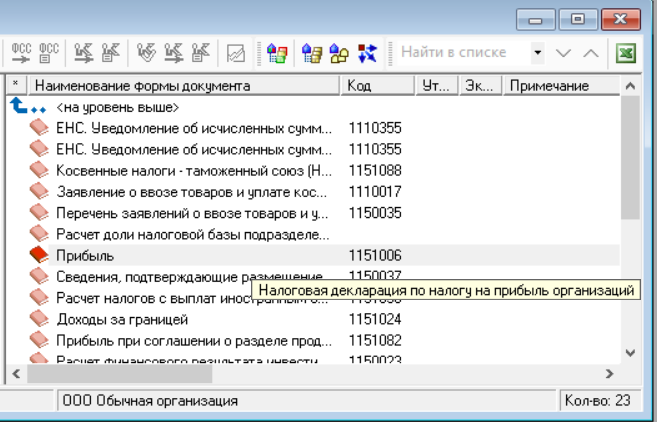 ФСС ФСС Найти в списке
* Наименование формы документа Код Ут... Эк... Примечание
<на уровень выше>
ЕНС. Уведомление об исчисленных сумм... 1110355
ЕНС. Уведомление об исчисленных сумм... 1110355
Косвенные налоги - таможенный союз (Н... 1151088
Заявление о ввозе товаров и уплате кос... 1110017
Перечень заявлений о ввозе товаров и у... 1150035
Расчет доли налоговой базы подразделе...
Прибыль 1151006
Сведения, подтверждающие размещение 1150037
Налоговая декларация по налогу на прибыль организаций
Расчет налогов с выплат
Доходы за границей 1151024
Прибыль при соглашении о разделе прод... 1151082
Расчет финансового результата инвести 1150023
ООО Обычная организация Кол-во: 23